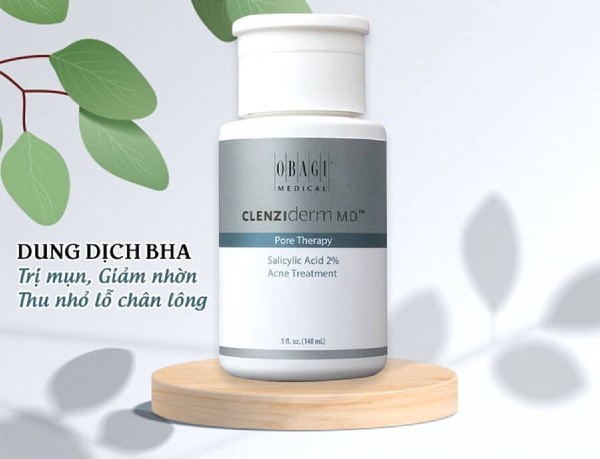 OBAGI
MEDICAL
CLENZIderm M.D.™
Pore Therapy
Salicylic Acid 2%
Acne Treatment
5 fl. oz. (148 mL)
DUNG DỊCH BHA
Trị mụn, Giảm nhờn
Thu nhỏ lỗ chân lông